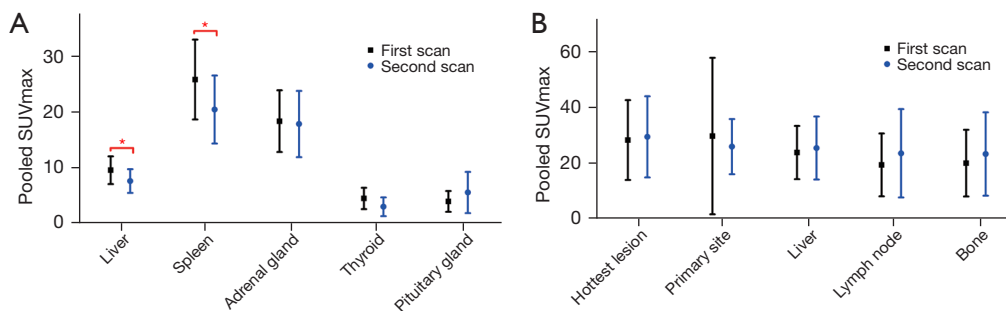 A
Pooled SUVmax
30
20
10
0
*
*
First scan
Second scan
Liver
Spleen
Adrenal gland
Thyroid
Pituitary gland
B
Pooled SUVmax
60
40
20
0
First scan
Second scan
Hottest lesion
Primary site
Liver
Lymph node
Bone